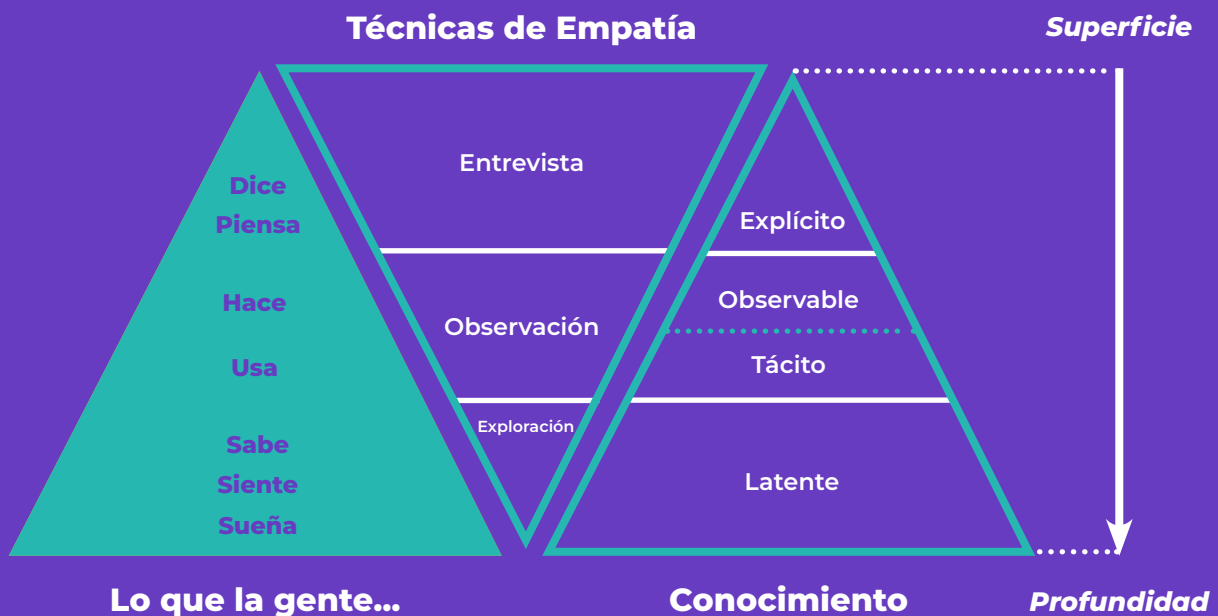 Técnicas de Empatía
Superficie
Dice
Piensa
Hace
Usa
Sabe
Siente
Sueña
Entrevista
Observación
Exploración
Explícito
Observable
Tácito
Latente
Lo que la gente...
Conocimiento
Profundidad